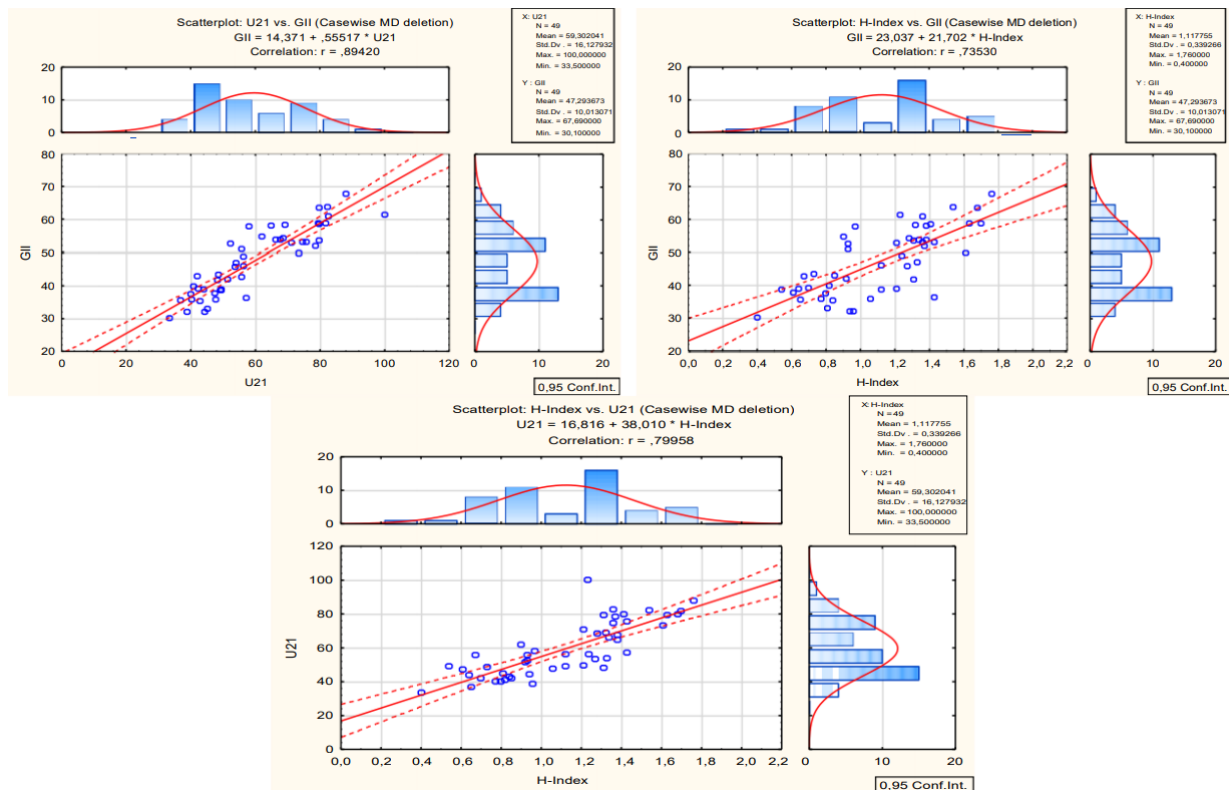 Scatterplot: U21 vs. GII (Casewise MD deletion)
GII = 14,371 + ,55517 * U21
Correlation: r = ,89420
X: U21
N = 49
Mean = 59,302041
Std.Dv. = 16,127932
Max. = 100,000000
Min. = 33,500000
Y : GII
N = 49
Mean = 47,293673
Std.Dv. = 10,013071
Max. = 67,690000
Min. = 30,100000
20
10
0
80
70
60
50
40
30
20
GII
0 20 40 60 80 100 120
U21
0 10 20
0,95 Conf.Int.
Scatterplot: H-Index vs. GII (Casewise MD deletion)
GII = 23,037 + 21,702 * H-Index
Correlation: r = ,73530
X: H-Index
N = 49
Mean = 1,117755
Std.Dv. = 0,339266
Max. = 1,760000
Min. = 0,400000
Y : GII
N = 49
Mean = 47,293673
Std.Dv. = 10,013071
Max. = 67,690000
Min. = 30,100000
20
10
0
80
70
60
50
40
30
20
GII
0,0 0,2 0,4 0,6 0,8 1,0 1,2 1,4 1,6 1,8 2,0 2,2
H-Index
0 10 20
0,95 Conf.Int.
Scatterplot: H-Index vs. U21 (Casewise MD deletion)
U21 = 16,816 + 38,010 * H-Index
Correlation: r = ,79958
X: H-Index
N = 49
Mean = 1,117755
Std.Dv. = 0,339266
Max. = 1,760000
Min. = 0,400000
Y : U21
N = 49
Mean = 59,302041
Std.Dv. = 16,127932
Max. = 100,000000
Min. = 33,500000
20
10
0
120
100
80
60
40
20
0
U21
0,0 0,2 0,4 0,6 0,8 1,0 1,2 1,4 1,6 1,8 2,0 2,2
H-Index
0 10 20
0,95 Conf.Int.